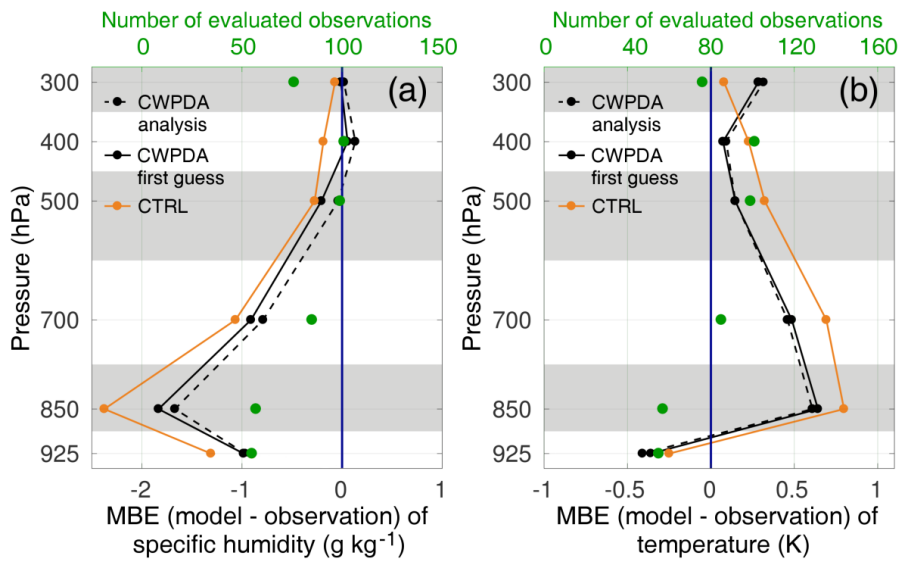 Number of evaluated observations
0 50 100 150
300
400
500
700
850
925
Pressure (hPa)
(a)
CWPDA
analysis
CWPDA
first guess
CTRL
-2 -1 0 1
MBE (model - observation) of
specific humidity (g kg-1)
Number of evaluated observations
0 40 80 120 160
300
400
500
700
850
925
Pressure (hPa)
(b)
CWPDA
analysis
CWPDA
first guess
CTRL
-1 -0.5 0 0.5 1
MBE (model - observation) of
temperature (K)